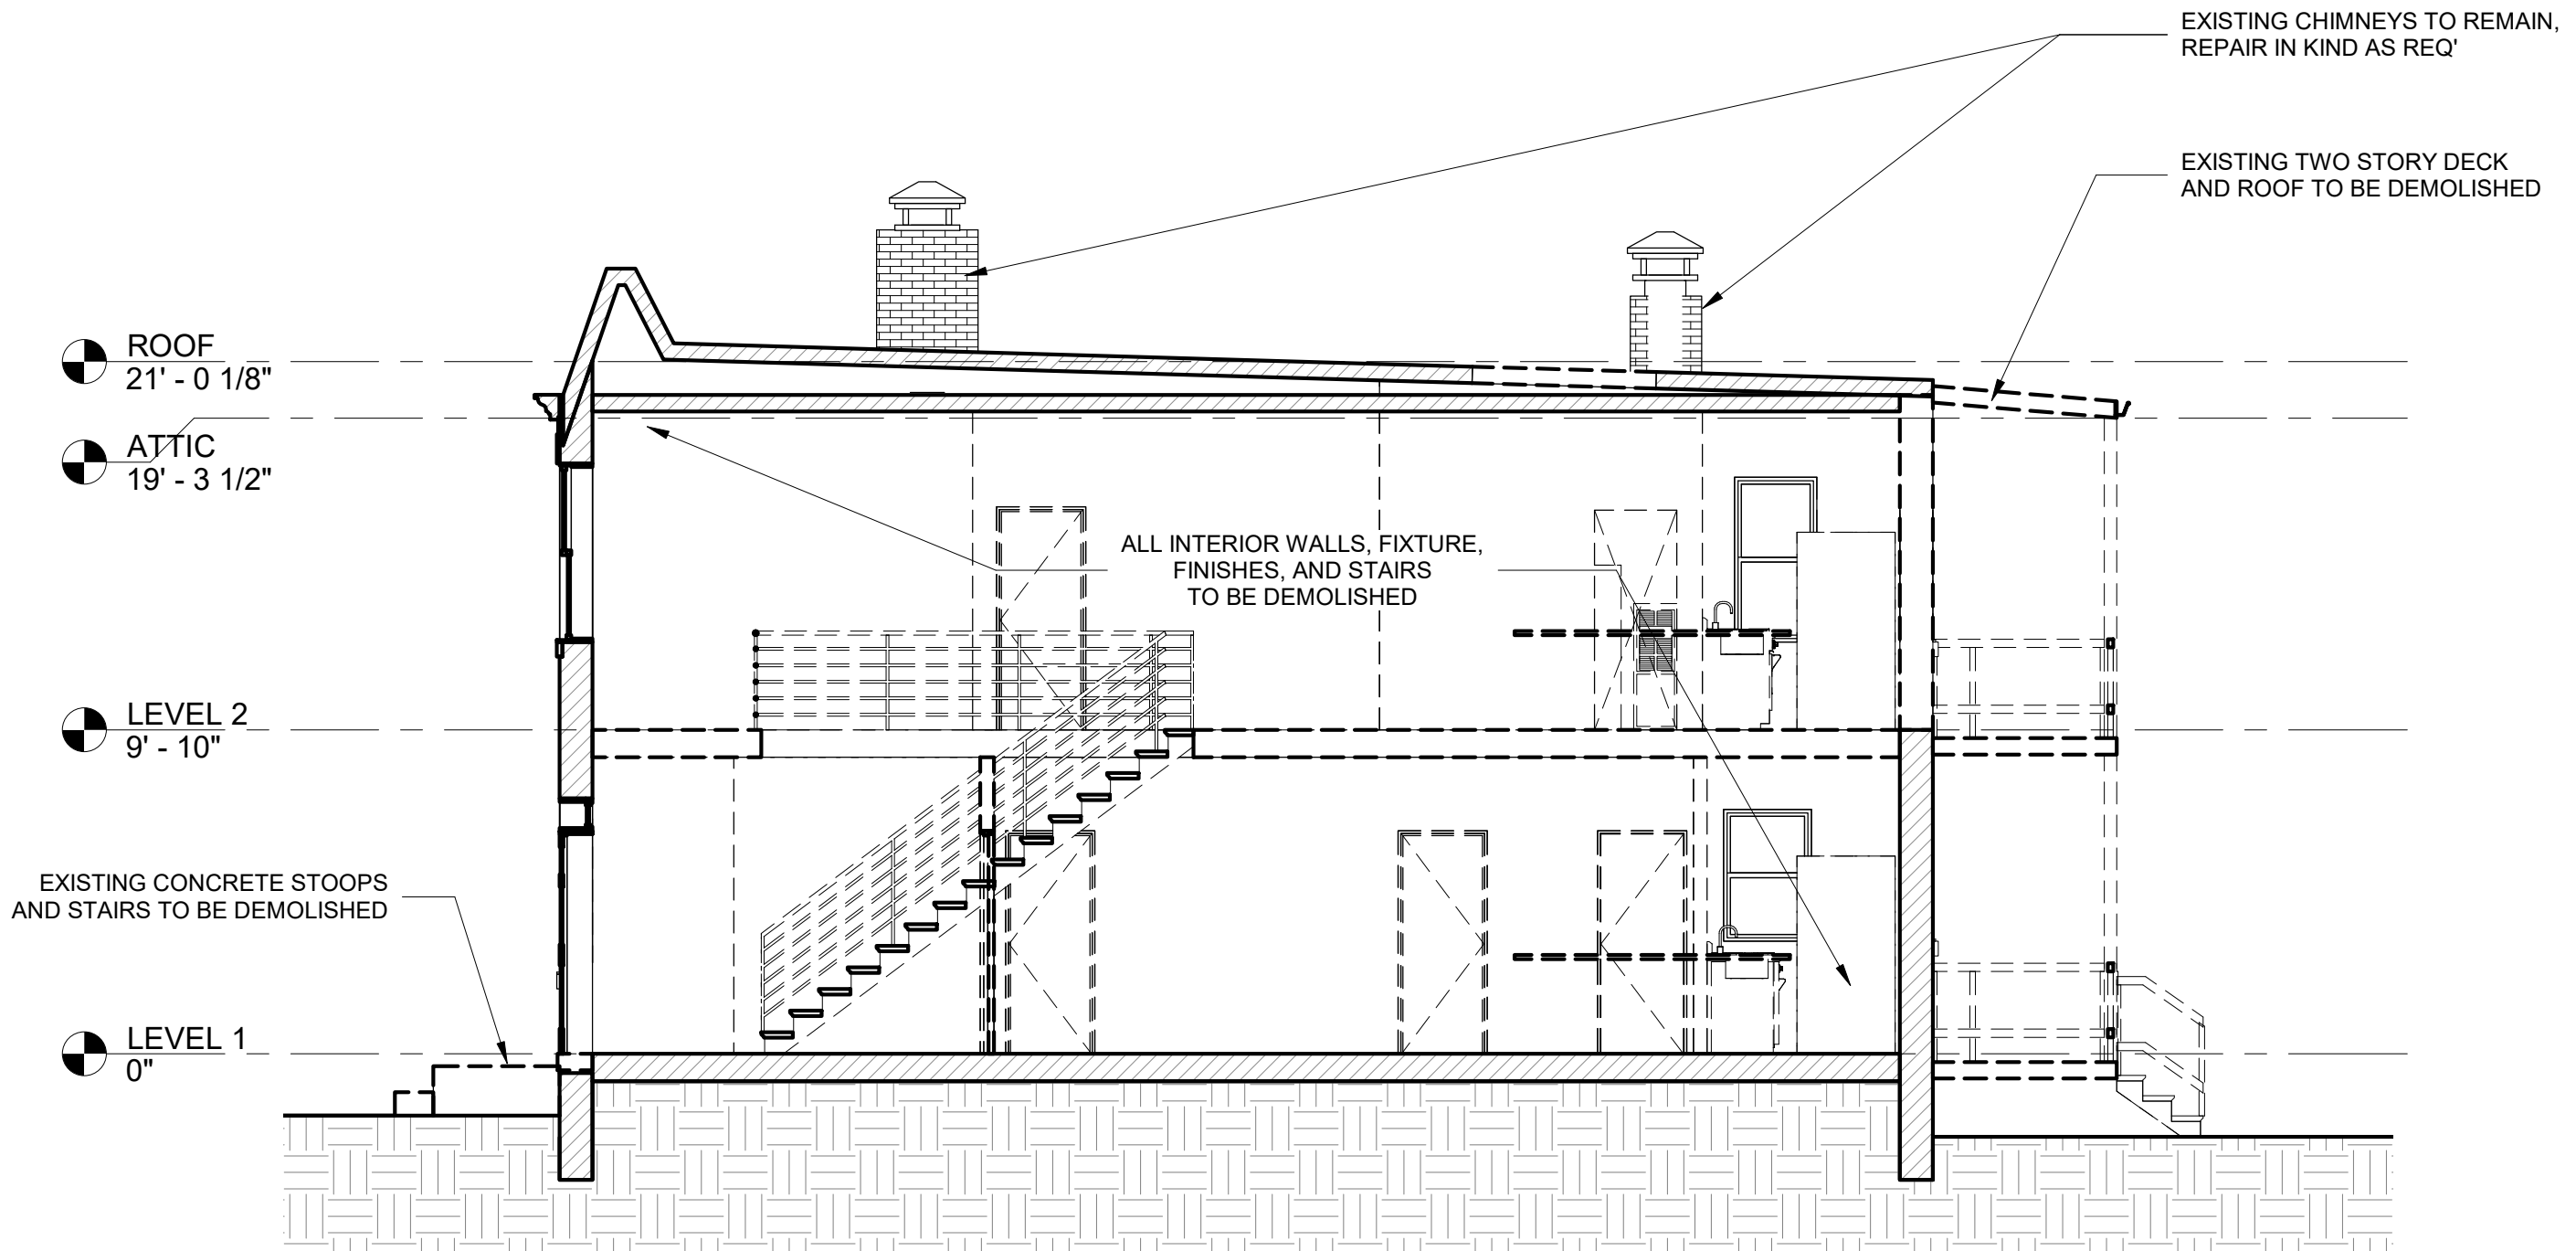 EXISTING CHIMNEYS TO REMAIN,
REPAIR IN KIND AS REQ'
EXISTING TWO STORY DECK
AND ROOF TO BE DEMOLISHED
ROOF
21' - 0 1/8"
ATTIC
19' - 3 1/2"
ALL INTERIOR WALLS, FIXTURE,
FINISHES, AND STAIRS
TO BE DEMOLISHED
LEVEL 2
9' - 10"
EXISTING CONCRETE STOOPS
AND STAIRS TO BE DEMOLISHED
LEVEL 1
0"